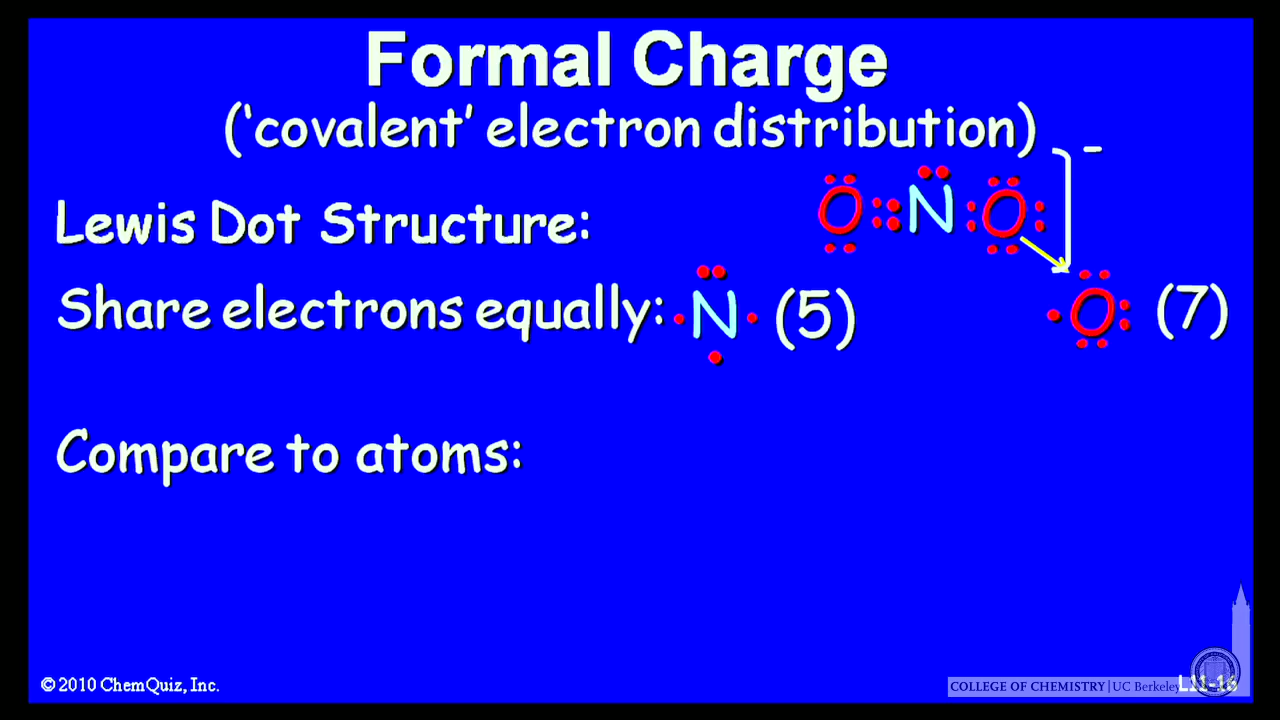 Formal Charge
(‘covalent’ electron distribution)
Lewis Dot Structure: O N O -
Share electrons equally: N (5) O (7)
Compare to atoms:
© 2010 ChemQuiz, Inc.
COLLEGE OF CHEMISTRY | UC Berkeley